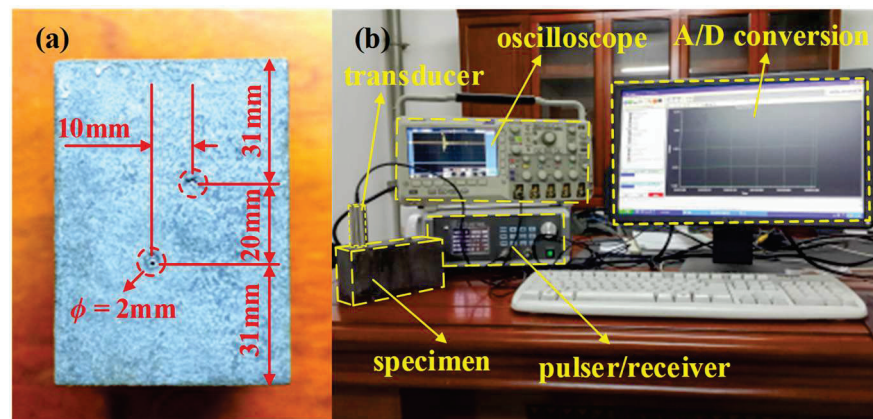 (a)
10mm
31mm
20mm
31mm
ϕ = 2mm
(b)
oscilloscope
A/D conversion
transducer
specimen
pulser/receiver